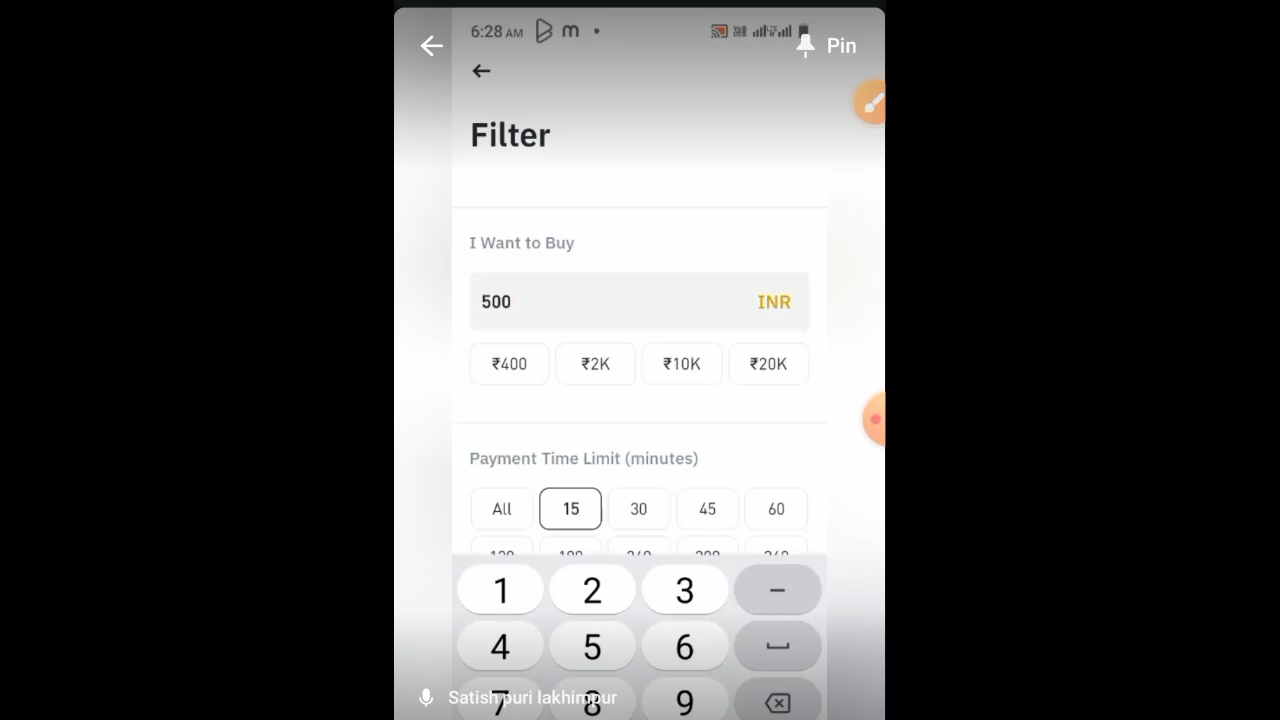 6:28 AM
Pin
Filter
I Want to Buy
500 INR
₹400 ₹2K ₹10K ₹20K
Payment Time Limit (minutes)
All 15 30 45 60
1 2 3 -
4 5 6
7 8 9
Satish puri lakhimpur